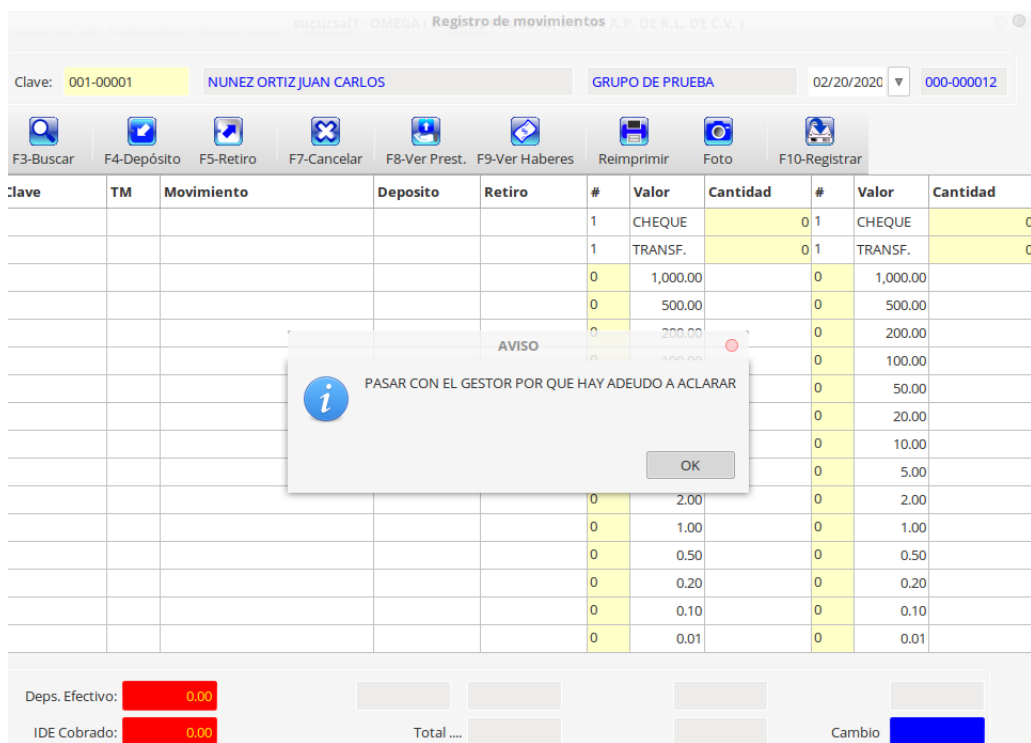 sucursal1 - OMEGA ( Registro de movimientos A.P. DE R.L. DE C.V. )
Clave: 001-00001 NUNEZ ORTIZ JUAN CARLOS GRUPO DE PRUEBA 02/20/2020 000-000012
F3-Buscar F4-Depósito F5-Retiro F7-Cancelar F8-Ver Prest. F9-Ver Haberes Reimprimir Foto F10-Registrar
Clave TM Movimiento Deposito Retiro # Valor Cantidad # Valor Cantidad
1 CHEQUE 0 1 CHEQUE 0
1 TRANSF. 0 1 TRANSF. 0
0 1,000.00 0 1,000.00
0 500.00 0 500.00
0 200.00 0 200.00
0 100.00 0 100.00
0 50.00
0 20.00
0 10.00
0 5.00
AVISO
PASAR CON EL GESTOR POR QUE HAY ADEUDO A ACLARAR
OK
0 2.00 0 2.00
0 1.00 0 1.00
0 0.50 0 0.50
0 0.20 0 0.20
0 0.10 0 0.10
0 0.01 0 0.01
Deps. Efectivo: 0.00
IDE Cobrado: 0.00 Total .... Cambio